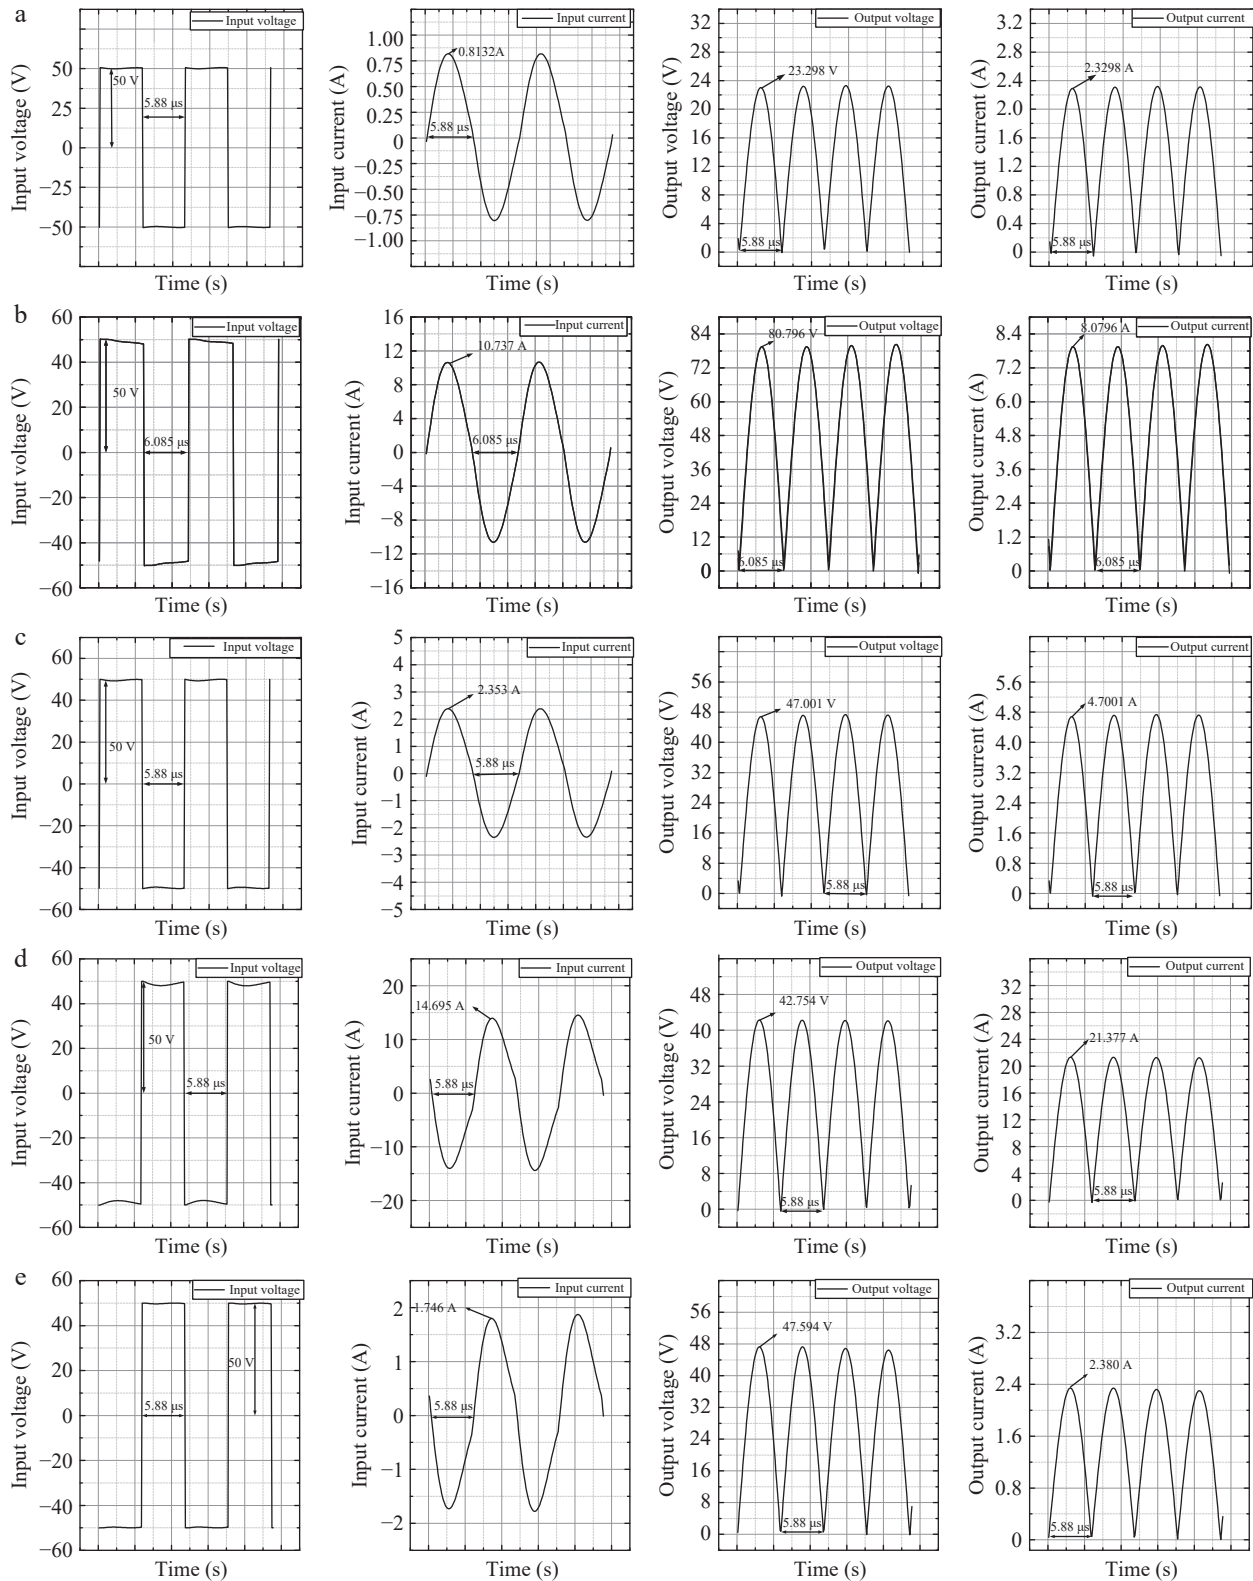 a
Input voltage
Input voltage (V)
50
25
0
−25
−50
50 V
5.88 µs
Time (s)
Input current
Input current (A)
1.00
0.75
0.50
0.25
0
−0.25
−0.50
−0.75
−1.00
0.8132A
5.88 µs
Output voltage
Output voltage (V)
32
28
24
20
16
12
8
4
0
23.298 V
5.88 µs
Time (s)
Output current
Output current (A)
3.2
2.8
2.4
2.0
1.6
1.2
0.8
0.4
0.0
2.3298 A
5.88 µs
Time (s)
b
Input voltage
Input voltage (V)
60
40
20
0
−20
−40
−60
50 V
6.085 µs
Time (s)
Input current
Input current (A)
16
12
8
4
0
−4
−8
−12
−16
10.737 A
6.085 µs
Time (s)
Output voltage
Output voltage (V)
84
72
60
48
36
24
12
0
80.796 V
6.085 µs
Time (s)
Output current
Output current (A)
8.4
7.2
6.0
4.8
3.6
2.4
1.2
0
8.0796 A
6.085 µs
Time (s)
c
Input voltage
Input voltage (V)
60
40
20
0
−20
−40
−60
50 V
5.88 µs
Time (s)
Input current
Input current (A)
5
4
3
2
1
0
−1
−2
−3
−4
−5
2.353 A
5.88 µs
Time (s)
Output voltage
Output voltage (V)
56
48
40
32
24
16
8
0
47.001 V
5.88 µs
Time (s)
Output current
Output current (A)
5.6
4.8
4.0
3.2
2.4
1.6
0.8
0.0
4.7001 A
5.88 µs
Time (s)
d
Input voltage
Input voltage (V)
60
40
20
0
−20
−40
−60
50 V
5.88 µs
Time (s)
Input current
Input current (A)
20
10
0
−10
−20
14.695 A
5.88 µs
Time (s)
Output voltage
Output voltage (V)
48
40
32
24
16
8
0
42.754 V
5.88 µs
Time (s)
Output current
Output current (A)
36
32
28
24
20
16
12
8
4
0
21.377 A
5.88 µs
Time (s)
e
Input voltage
Input voltage (V)
60
40
20
0
−20
−40
−60
50 V
5.88 µs
Time (s)
Input current
Input current (A)
2
1
0
−1
−2
1.746 A
5.88 µs
Time (s)
Output voltage
Output voltage (V)
56
48
40
32
24
16
8
0
47.594 V
5.88 µs
Time (s)
Output current
Output current (A)
3.2
2.4
1.6
0.8
0
2.380 A
5.88 µs
Time (s)